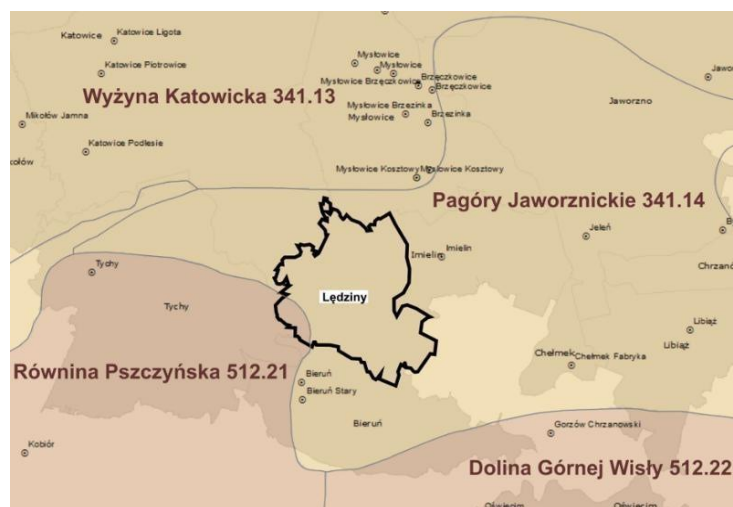 Katowice
Katowice Ligota
Katowice Piotrowice
Mysłowice
Mysłowice
Mysłowice Brzęczkowice
Brzęczkowice
Brzęczkowice
Wyżyna Katowicka 341.13
Jaworzno
Mysłowice Brzezinka
Mysłowice
Brzezinka
Mikołów Jamna
Katowice Podlesie
Mysłowice Kosztowy
Mysłowice Kosztowy
Pagóry Jaworznickie 341.14
Jeleń
Imielin
Imielin
Tychy
Tychy
Lędziny
Libiąż
Libiąż
Chełmek
Chełmek Fabryka
Równina Pszczyńska 512.21
Bieruń
Bieruń Stary
Bieruń
Kobiór
Gorzów Chrzanowski
Dolina Górnej Wisły 512.22